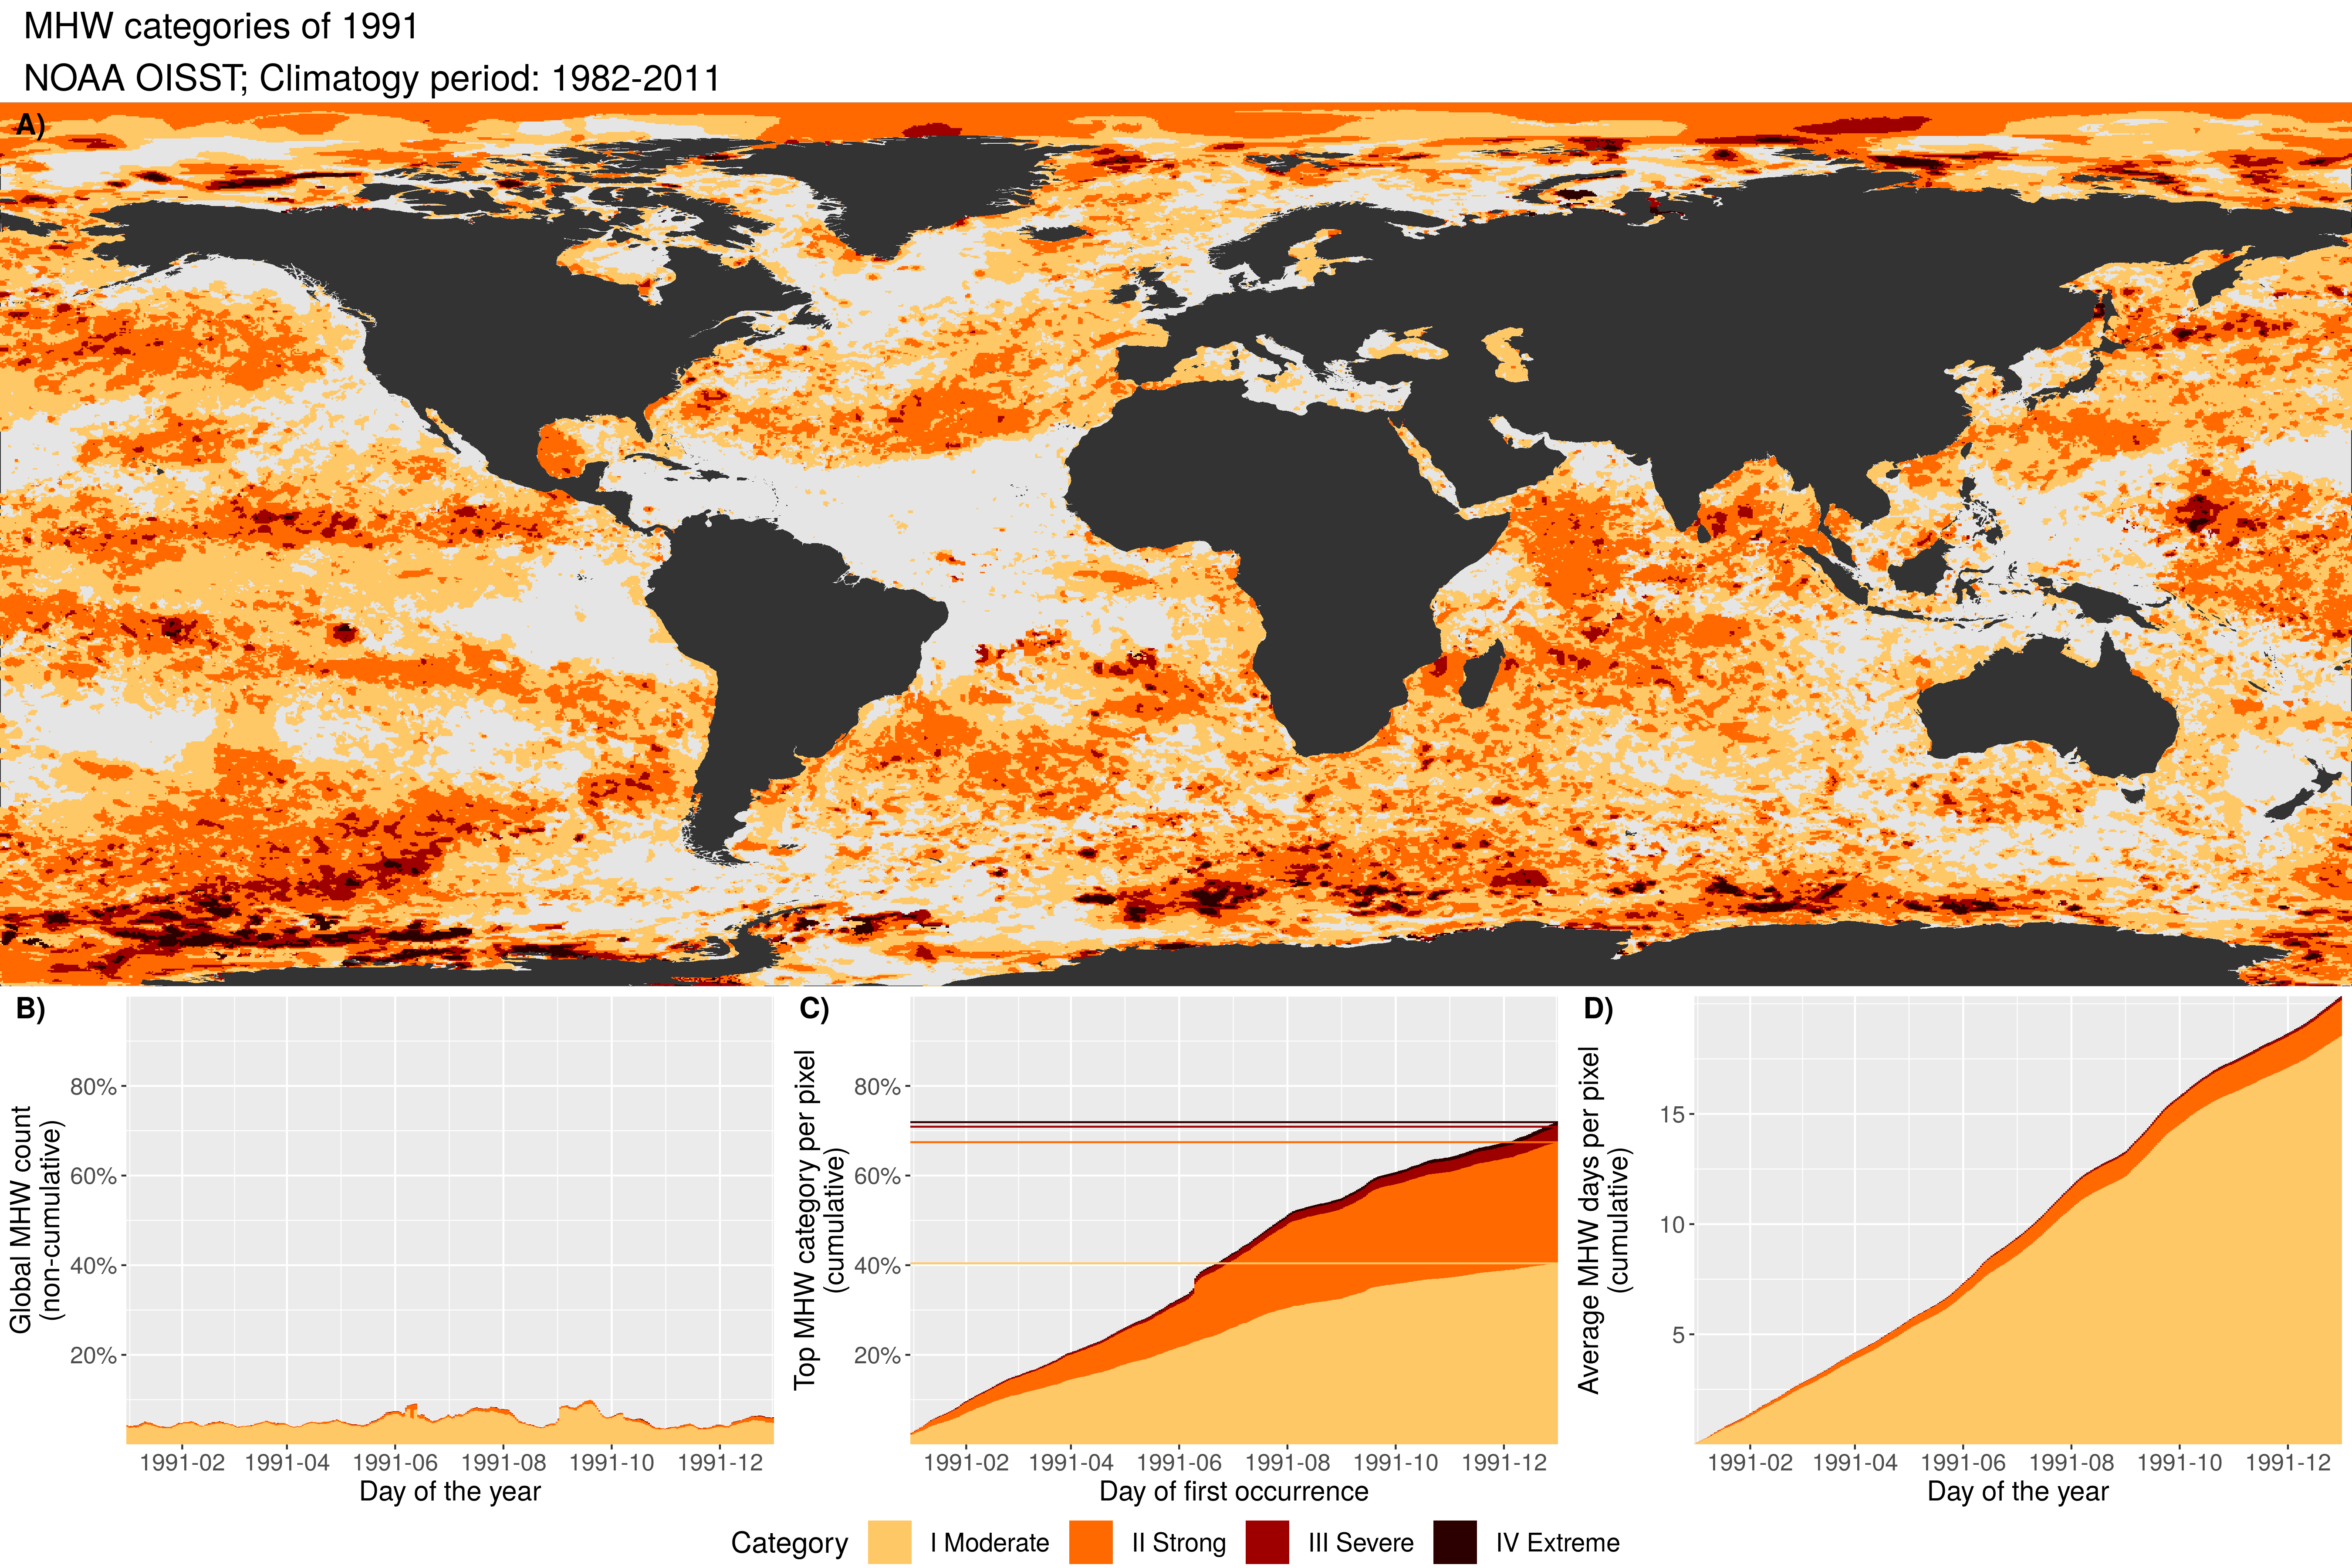 MHW categories of 1991
NOAA OISST; Climatogy period: 1982-2011
A)
B)
Global MHW count
(non-cumulative)
80%
60%
40%
20%
1991-02 1991-04 1991-06 1991-08 1991-10 1991-12
Day of the year
C)
Top MHW category per pixel
(cumulative)
80%
60%
40%
20%
1991-02 1991-04 1991-06 1991-08 1991-10 1991-12
Day of first occurrence
D)
Average MHW days per pixel
(cumulative)
15
10
5
1991-02 1991-04 1991-06 1991-08 1991-10 1991-12
Day of the year
Category I Moderate II Strong III Severe IV Extreme